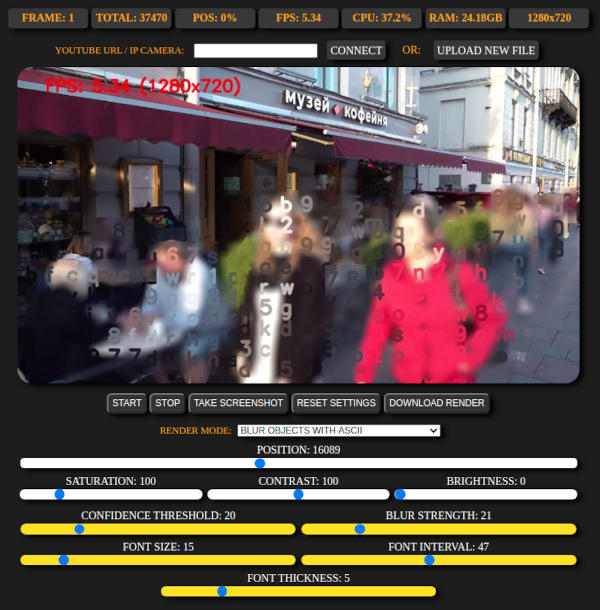 FRAME: 1 TOTAL: 37470 POS: 0% FPS: 5.34 CPU: 37.2% RAM: 24.18GB 1280x720
YOUTUBE URL / IP CAMERA: CONNECT OR: UPLOAD NEW FILE
FPS: 5.34 (1280x720)
музей кофейня
START STOP TAKE SCREENSHOT RESET SETTINGS DOWNLOAD RENDER
RENDER MODE: BLUR OBJECTS WITH ASCII
POSITION: 16089
SATURATION: 100 CONTRAST: 100 BRIGHTNESS: 0
CONFIDENCE THRESHOLD: 20 BLUR STRENGTH: 21
FONT SIZE: 15 FONT INTERVAL: 47
FONT THICKNESS: 5